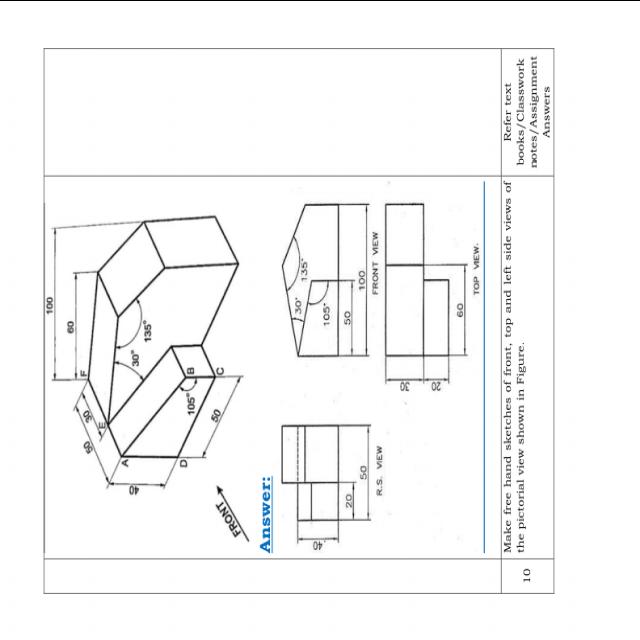 100
60
F
50
30
E
A
40
D
30°
135°
105°
B
C
50
FRONT
Answer:
40
20
50
R.S. VIEW
30°
135°
105°
50
100
FRONT VIEW
30
20
60
TOP VIEW.
10
Make free hand sketches of front, top and left side views of
the pictorial view shown in Figure.
Refer text
books/Classwork
notes/Assignment
Answers